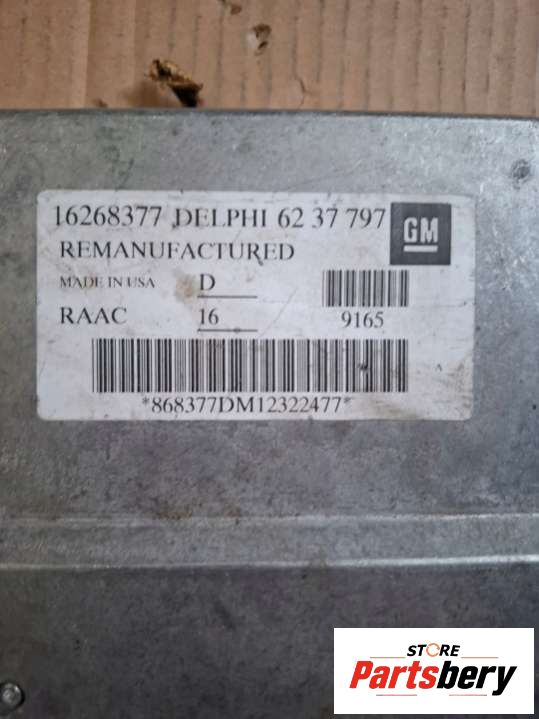 16268377 DELPHI 62 37 797 GM
REMANUFACTURED
MADE IN USA D
RAAC 16 9165
*868377DM12322477*
STORE
Partsbery